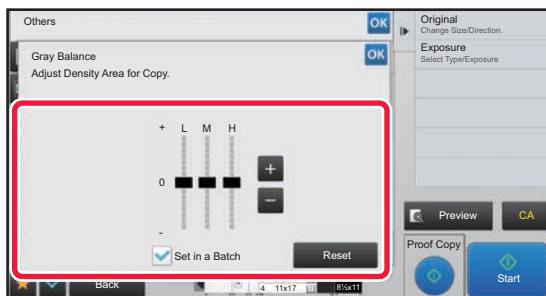 Others
OK
Gray Balance
OK
Adjust Density Area for Copy.
+ L M H
0
-
+
-
Set in a Batch
Reset
Back
4 11x17
8½x11
Original
Change Size/Direction.
Exposure
Select Type/Exposure
Preview
CA
Proof Copy
Start